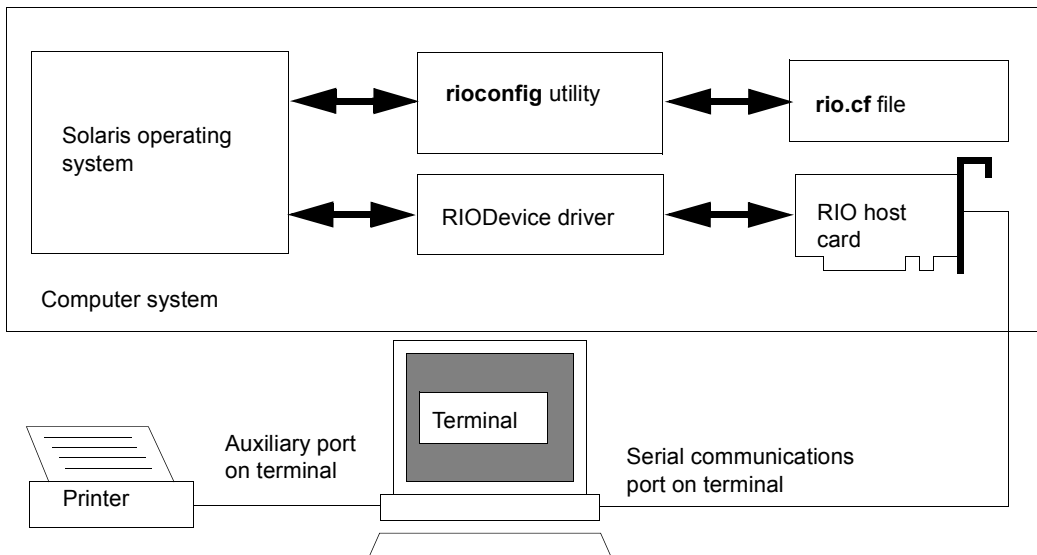 Solaris operating
system
rioconfig utility
rio.cf file
RIODevice driver
RIO host
card
Computer system
Terminal
Auxiliary port
on terminal
Serial communications
port on terminal
Printer